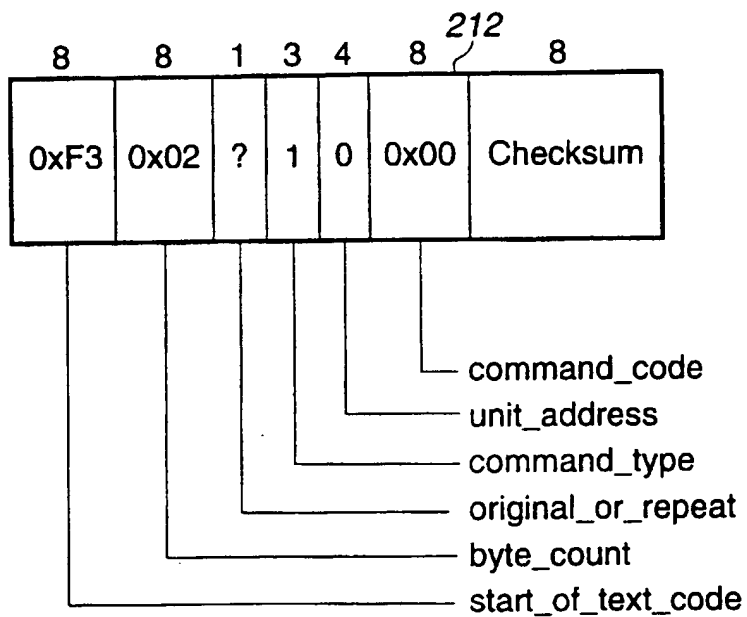 212
8 8 1 3 4 8 8
0xF3 0x02 ? 1 0 0x00 Checksum
command_code
unit_address
command_type
original_or_repeat
byte_count
start_of_text_code